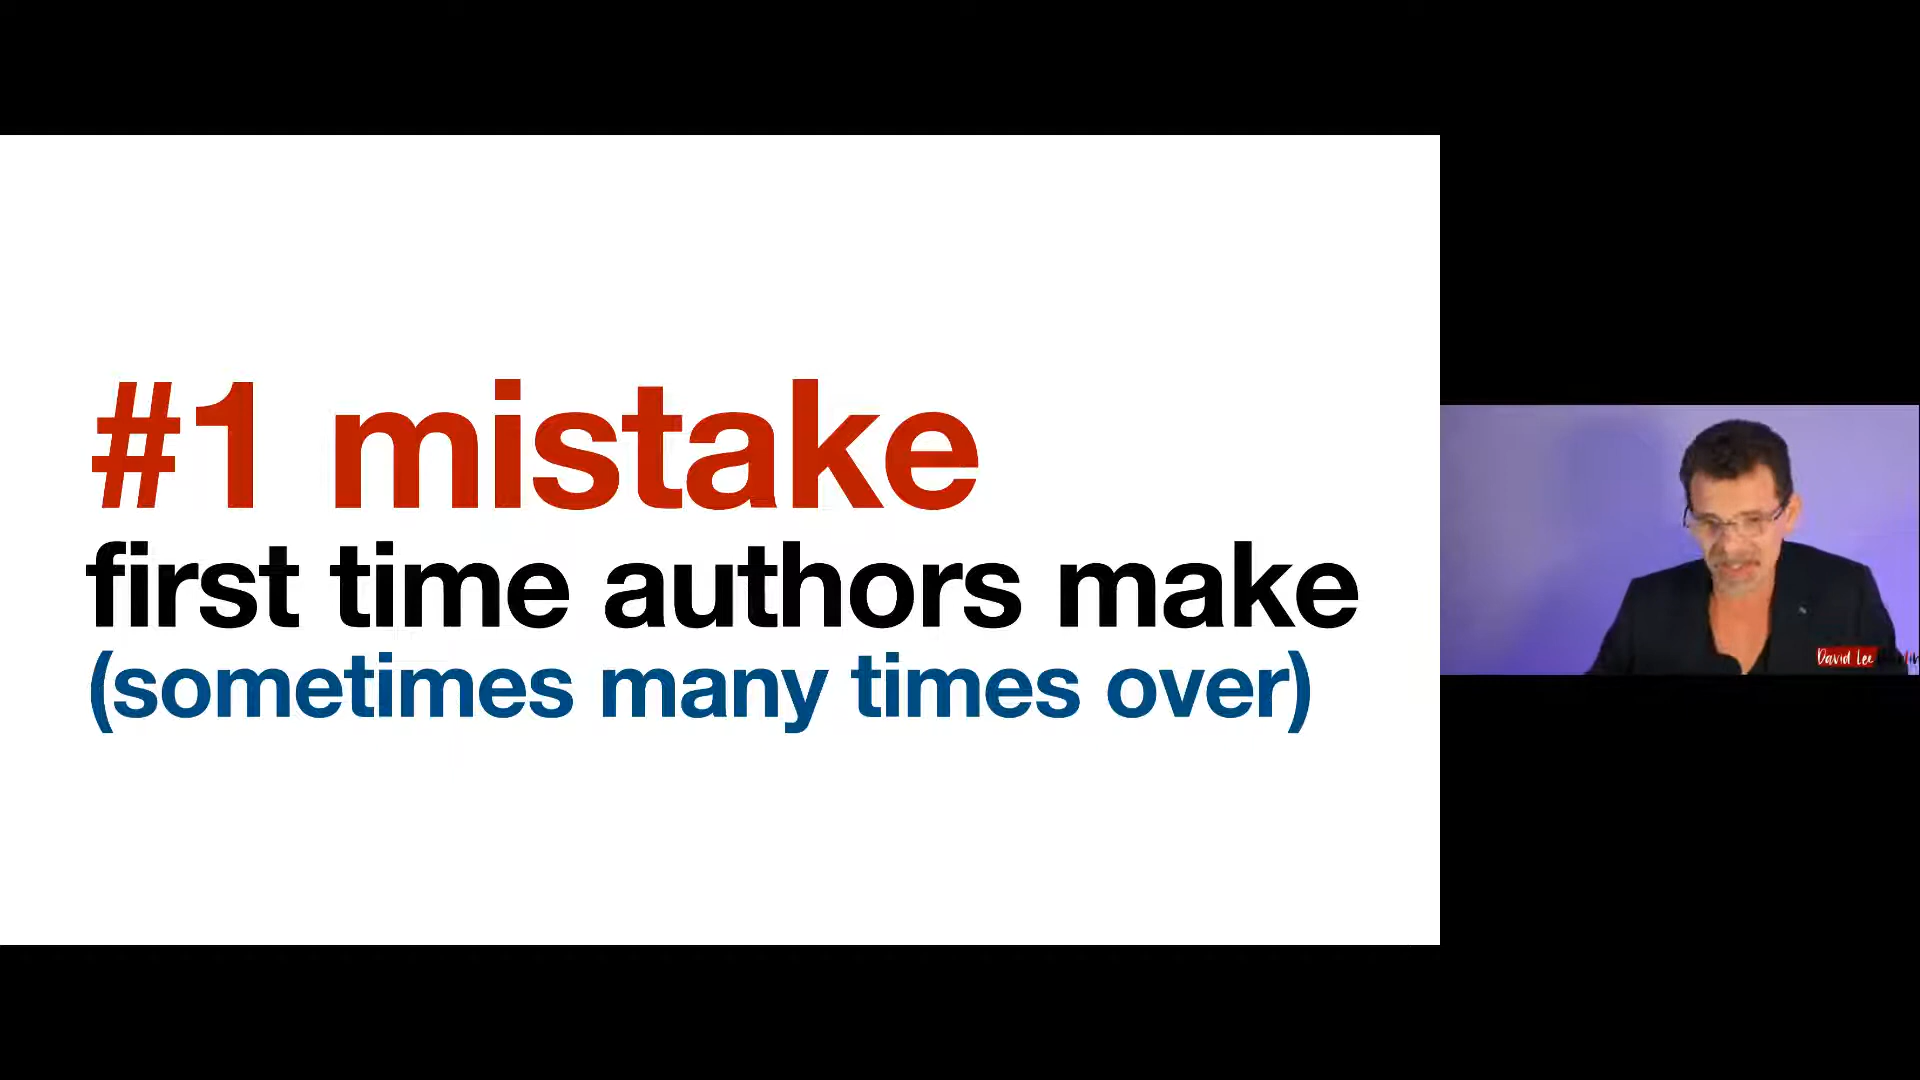 #1 mistake
first time authors make
(sometimes many times over)
David Lee